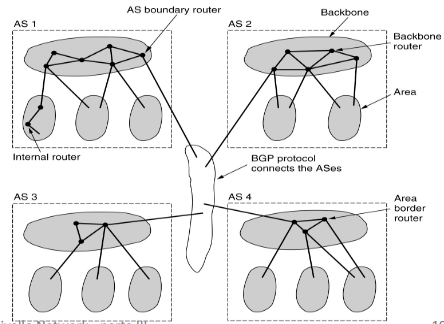 AS boundary router
Backbone
AS 1
AS 2
Backbone
router
Area
Internal router
BGP protocol
connects the ASes
AS 3
AS 4
Area
border
router